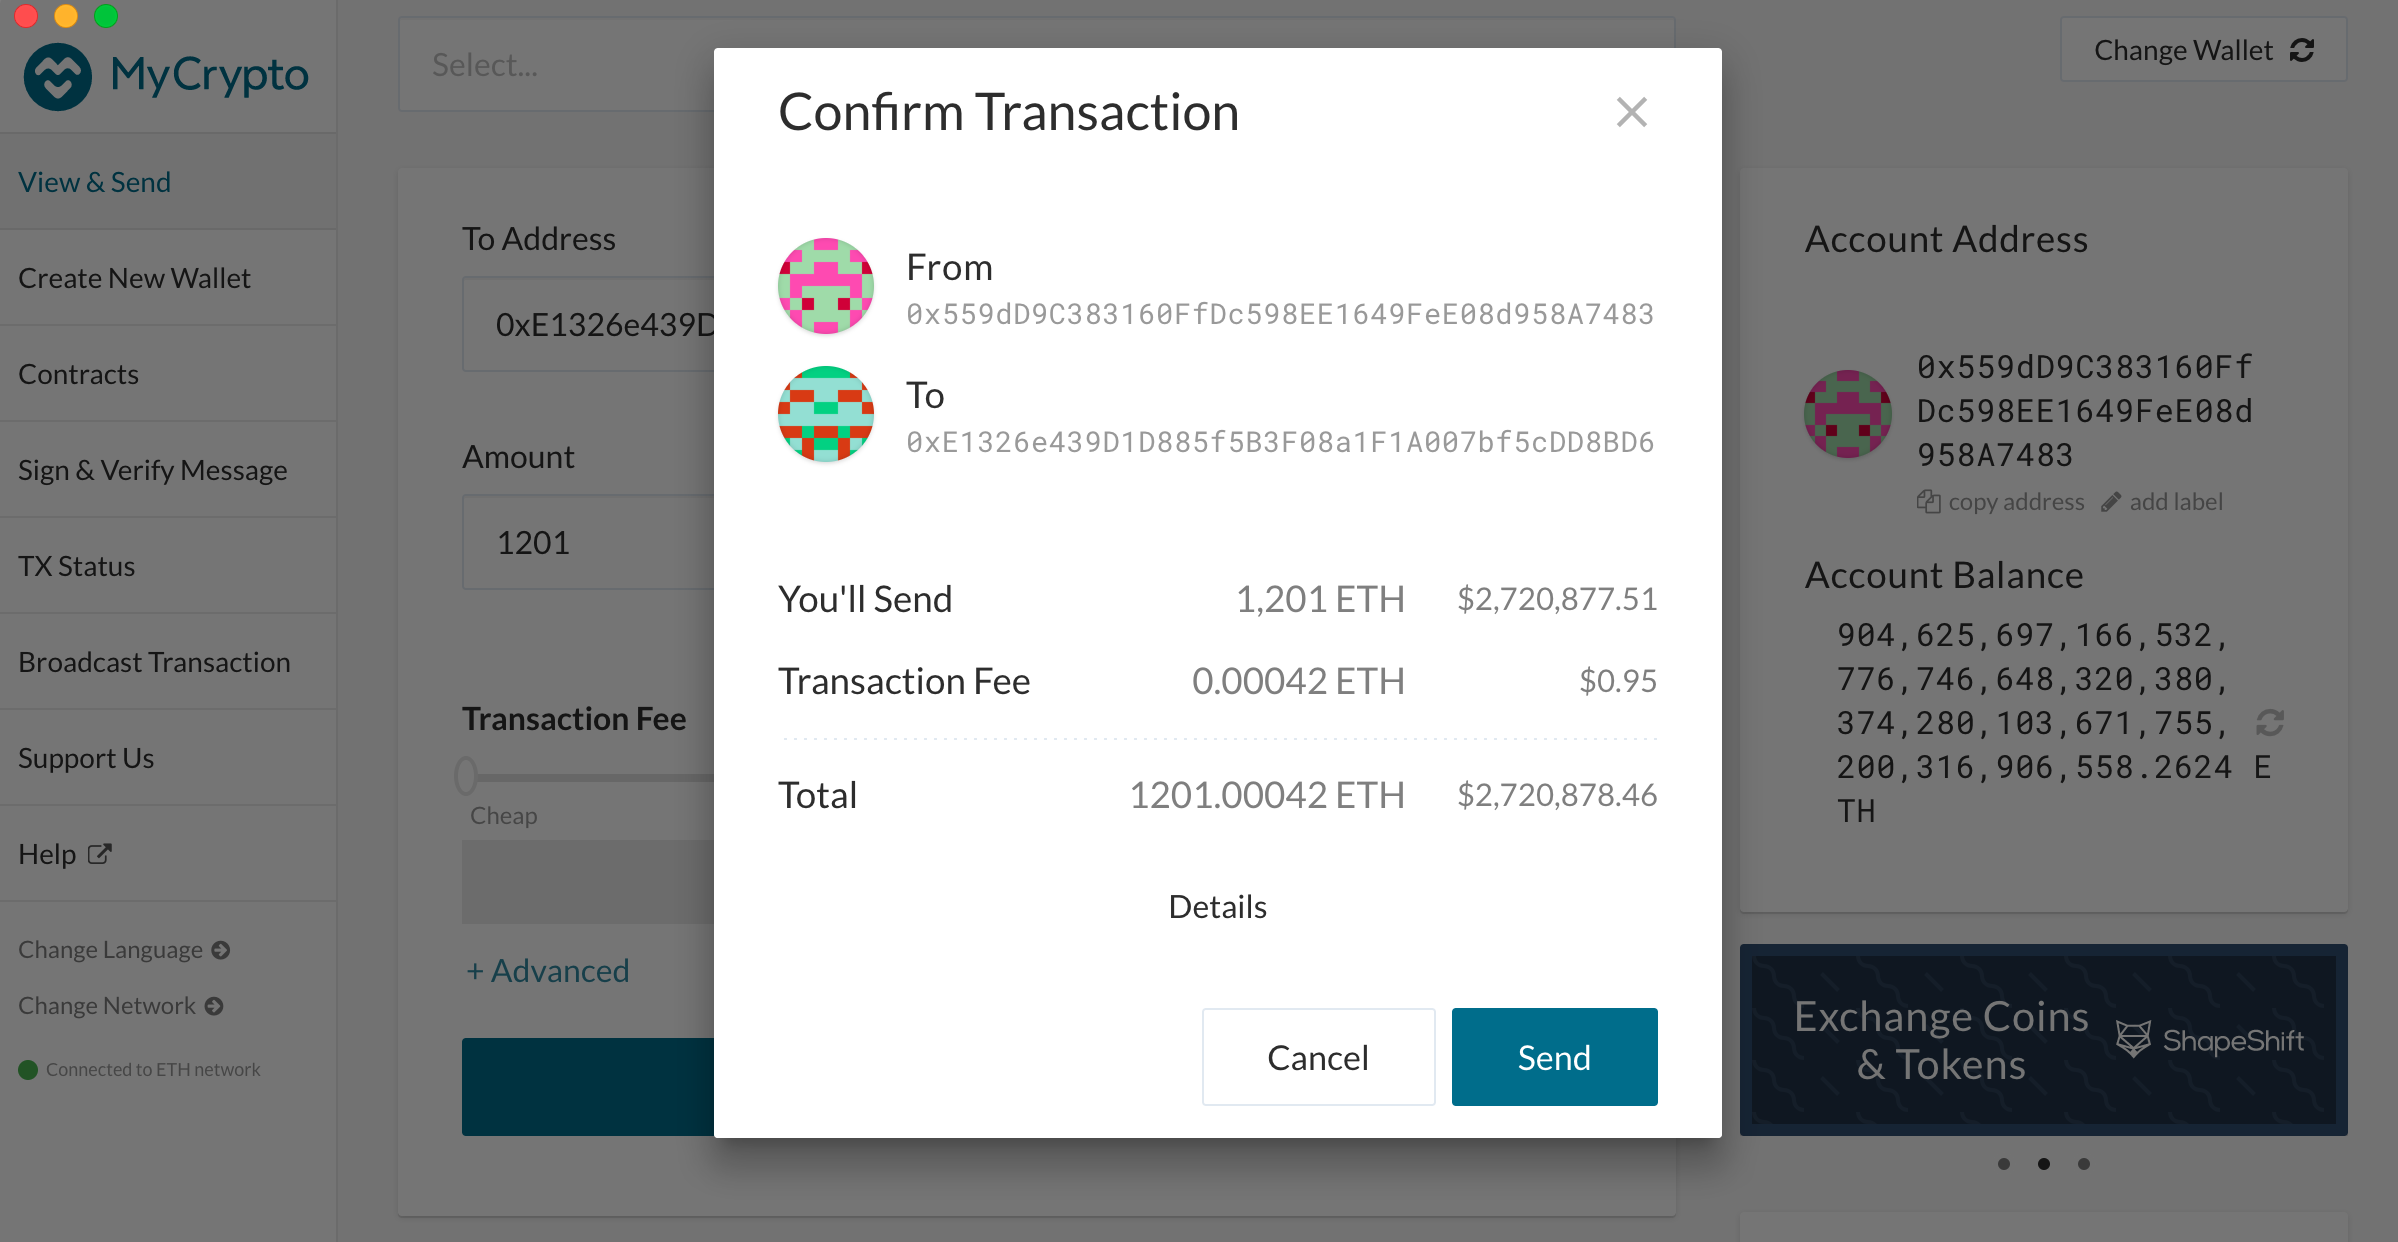 MyCrypto
View & Send
Create New Wallet
Contracts
Sign & Verify Message
TX Status
Broadcast Transaction
Support Us
Help
Change Language
Change Network
Connected to ETH network
Select...
To Address
0xE1326e439D
Amount
1201
Transaction Fee
Cheap
+ Advanced
Confirm Transaction
From
0x559dD9C383160FfDc598EE1649FeE08d958A7483
To
0xE1326e439D1D885f5B3F08a1F1A007bf5cDD8BD6
You'll Send 1,201 ETH $2,720,877.51
Transaction Fee 0.00042 ETH $0.95
Total 1201.00042 ETH $2,720,878.46
Details
Cancel Send
Change Wallet
Account Address
0x559dD9C383160Ff
Dc598EE1649FeE08d
958A7483
copy address add label
Account Balance
904,625,697,166,532,
776,746,648,320,380,
374,280,103,671,755,
200,316,906,558.2624 E
TH
Exchange Coins
& Tokens
ShapeShift